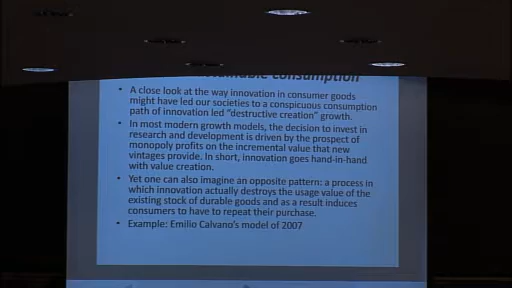 consumption
• A close look at the way innovation in consumer goods
might have led our societies to a conspicuous consumption
path of innovation led “destructive creation” growth.
• In most modern growth models, the decision to invest in
research and development is driven by the prospect of
monopoly profits on the incremental value that new
vintages provide. In short, innovation goes hand-in-hand
with value creation.
• Yet one can also imagine an opposite pattern: a process in
which innovation actually destroys the usage value of the
existing stock of durable goods and as a result induces
consumers to have to repeat their purchase.
• Example: Emilio Calvano's model of 2007